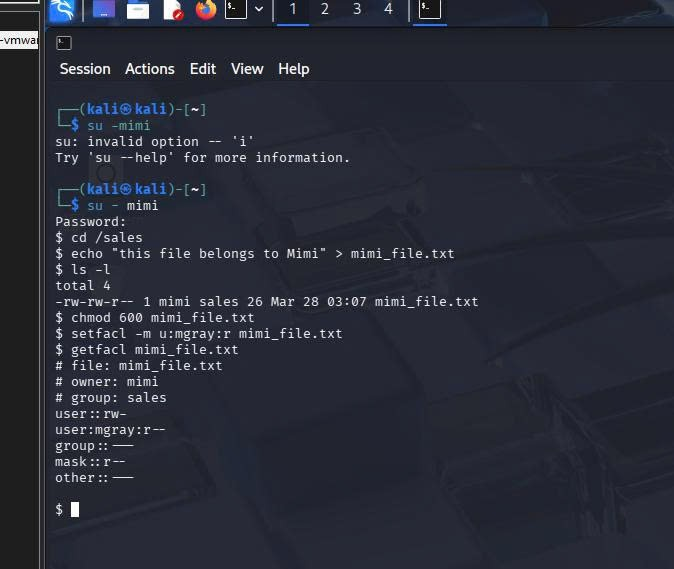 1 2 3 4
-vmwar
Session Actions Edit View Help
┌──(kali㉿kali)-[~]
└─$ su -mimi
su: invalid option -- 'i'
Try 'su --help' for more information.
┌──(kali㉿kali)-[~]
└─$ su - mimi
Password:
$ cd /sales
$ echo "this file belongs to Mimi" > mimi_file.txt
$ ls -l
total 4
-rw-rw-r-- 1 mimi sales 26 Mar 28 03:07 mimi_file.txt
$ chmod 600 mimi_file.txt
$ setfacl -m u:mgray:r mimi_file.txt
$ getfacl mimi_file.txt
# file: mimi_file.txt
# owner: mimi
# group: sales
user::rw-
user:mgray:r--
group::---
mask::r--
other::---
$